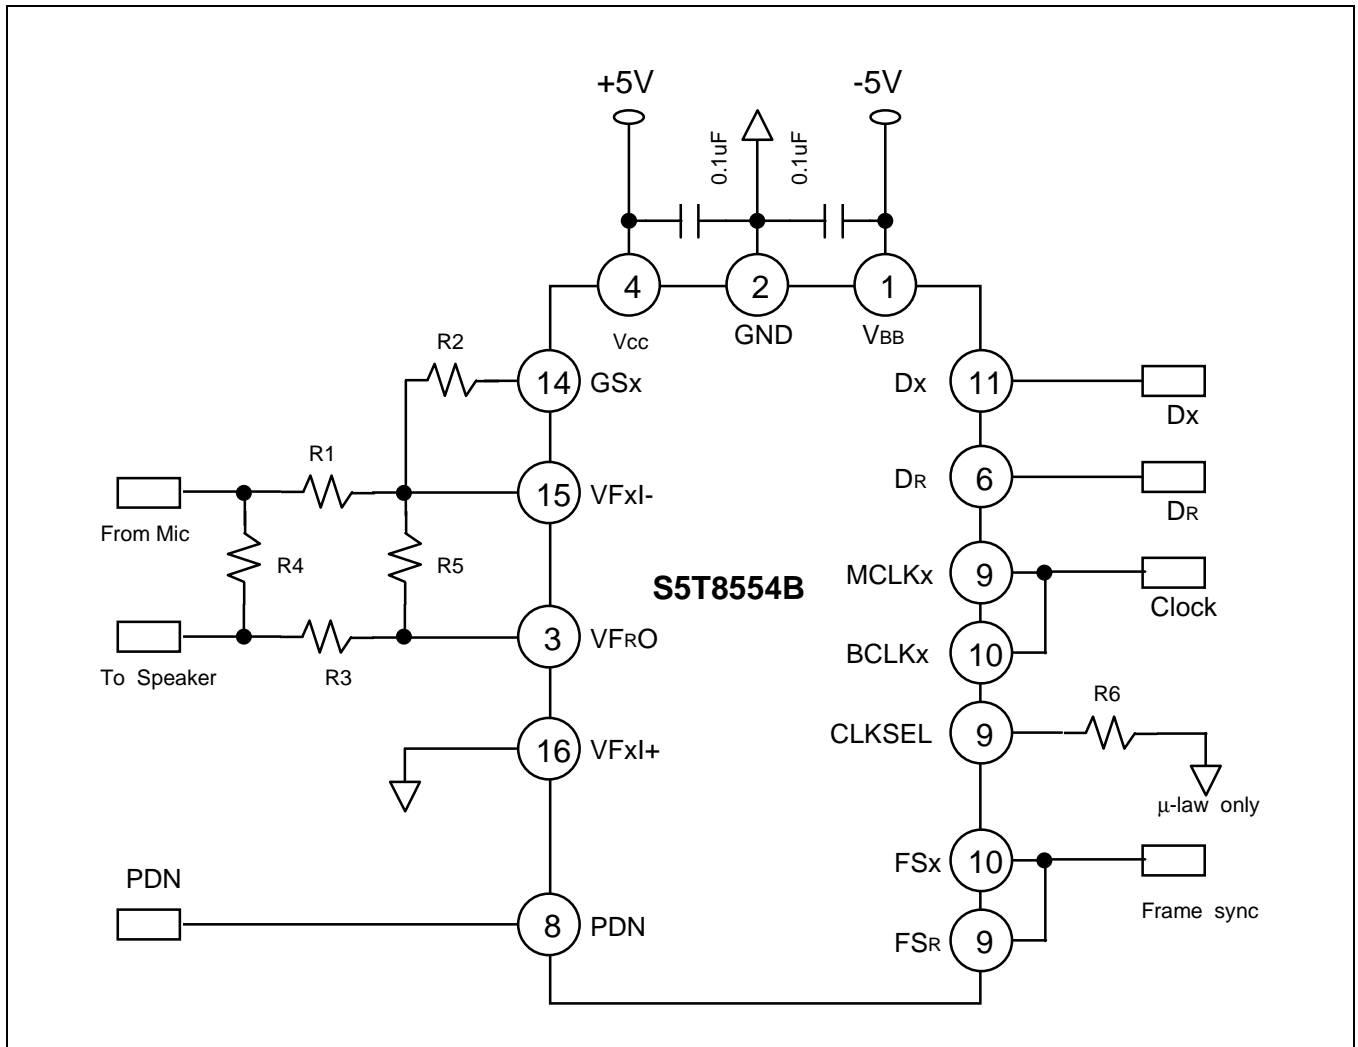 +5V
-5V
0.1uF
0.1uF
4
2
1
Vcc
GND
VBB
R2
14
GSx
Dx
11
Dx
R1
15
VFxI-
DR
6
DR
From Mic
R4
R5
S5T8554B
MCLKx
9
Clock
To Speaker
R3
3
VFRO
BCLKx
10
R6
16
VFxI+
CLKSEL
9
μ-law only
FSx
10
Frame sync
PDN
8
PDN
FSR
9